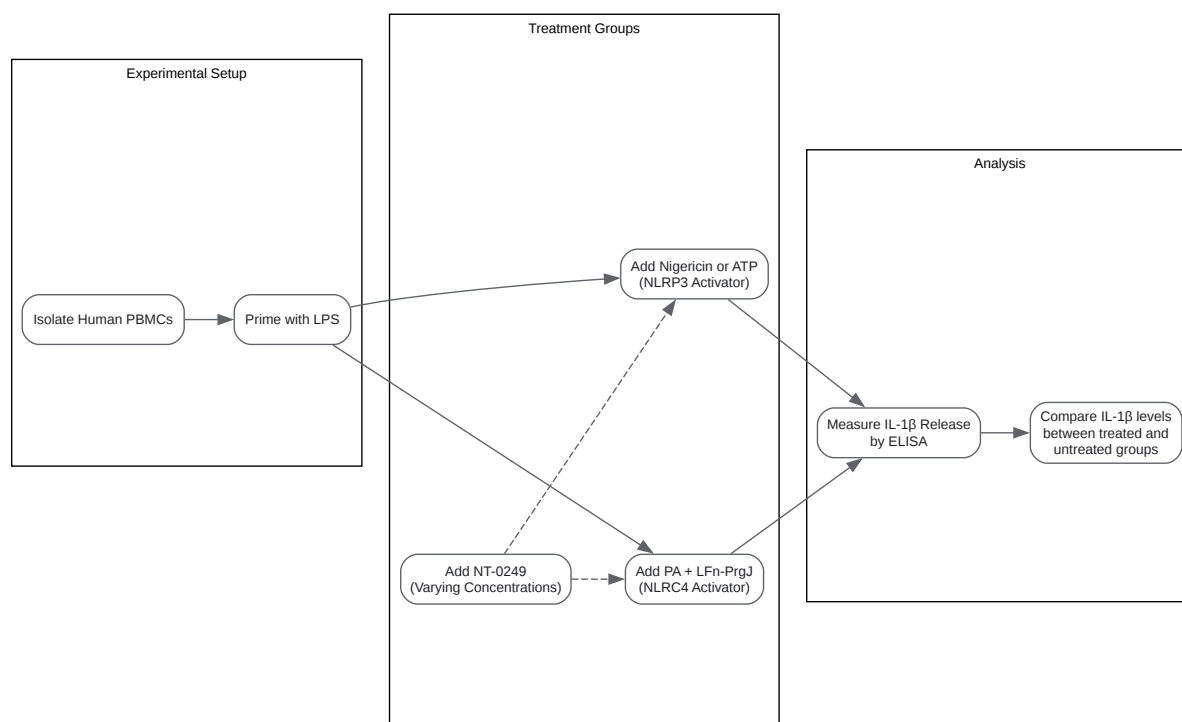 Experimental Setup
Isolate Human PBMCs
Prime with LPS
Treatment Groups
Add Nigericin or ATP
(NLRP3 Activator)
Add NT-0249
(Varying Concentrations)
Add PA + LFn-PrgJ
(NLRC4 Activator)
Analysis
Measure IL-1β Release
by ELISA
Compare IL-1β levels
between treated and
untreated groups